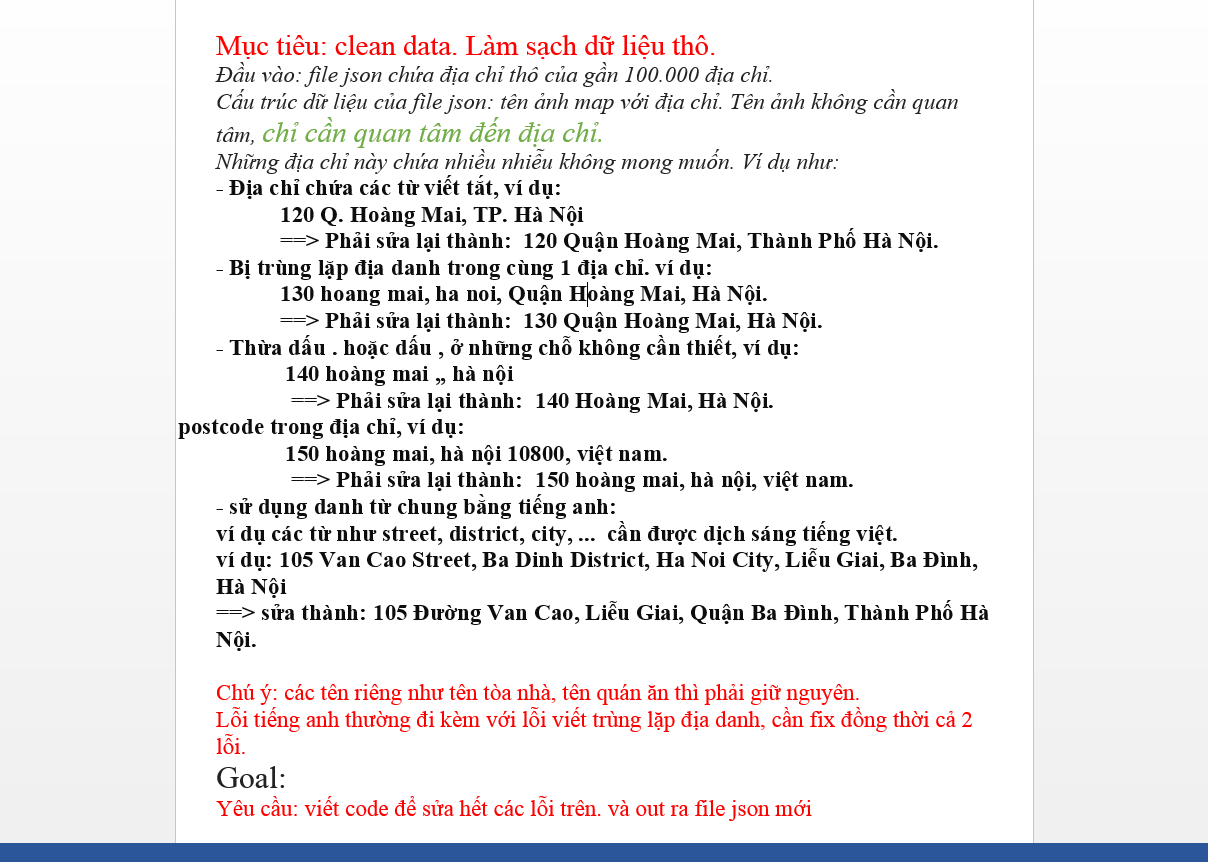 Mục tiêu: clean data. Làm sạch dữ liệu thô.
Đầu vào: file json chứa địa chỉ thô của gần 100.000 địa chỉ.
Cấu trúc dữ liệu của file json: tên ảnh map với địa chỉ. Tên ảnh không cần quan
tâm, chỉ cần quan tâm đến địa chỉ.
Những địa chỉ này chứa nhiều nhiễu không mong muốn. Ví dụ như:
- Địa chỉ chứa các từ viết tắt, ví dụ:
120 Q. Hoàng Mai, TP. Hà Nội
==> Phải sửa lại thành:  120 Quận Hoàng Mai, Thành Phố Hà Nội.
- Bị trùng lặp địa danh trong cùng 1 địa chỉ. ví dụ:
130 hoang mai, ha noi, Quận Hoàng Mai, Hà Nội.
==> Phải sửa lại thành:  130 Quận Hoàng Mai, Hà Nội.
- Thừa dấu . hoặc dấu , ở những chỗ không cần thiết, ví dụ:
140 hoàng mai ,, hà nội
==> Phải sửa lại thành:  140 Hoàng Mai, Hà Nội.
postcode trong địa chỉ, ví dụ:
150 hoàng mai, hà nội 10800, việt nam.
==> Phải sửa lại thành:  150 hoàng mai, hà nội, việt nam.
- sử dụng danh từ chung bằng tiếng anh:
ví dụ các từ như street, district, city, ...  cần được dịch sáng tiếng việt.
ví dụ: 105 Van Cao Street, Ba Dinh District, Ha Noi City, Liễu Giai, Ba Đình,
Hà Nội
==> sửa thành: 105 Đường Van Cao, Liễu Giai, Quận Ba Đình, Thành Phố Hà
Nội.
Chú ý: các tên riêng như tên tòa nhà, tên quán ăn thì phải giữ nguyên.
Lỗi tiếng anh thường đi kèm với lỗi viết trùng lặp địa danh, cần fix đồng thời cả 2
lỗi.
Goal:
Yêu cầu: viết code để sửa hết các lỗi trên. và out ra file json mới